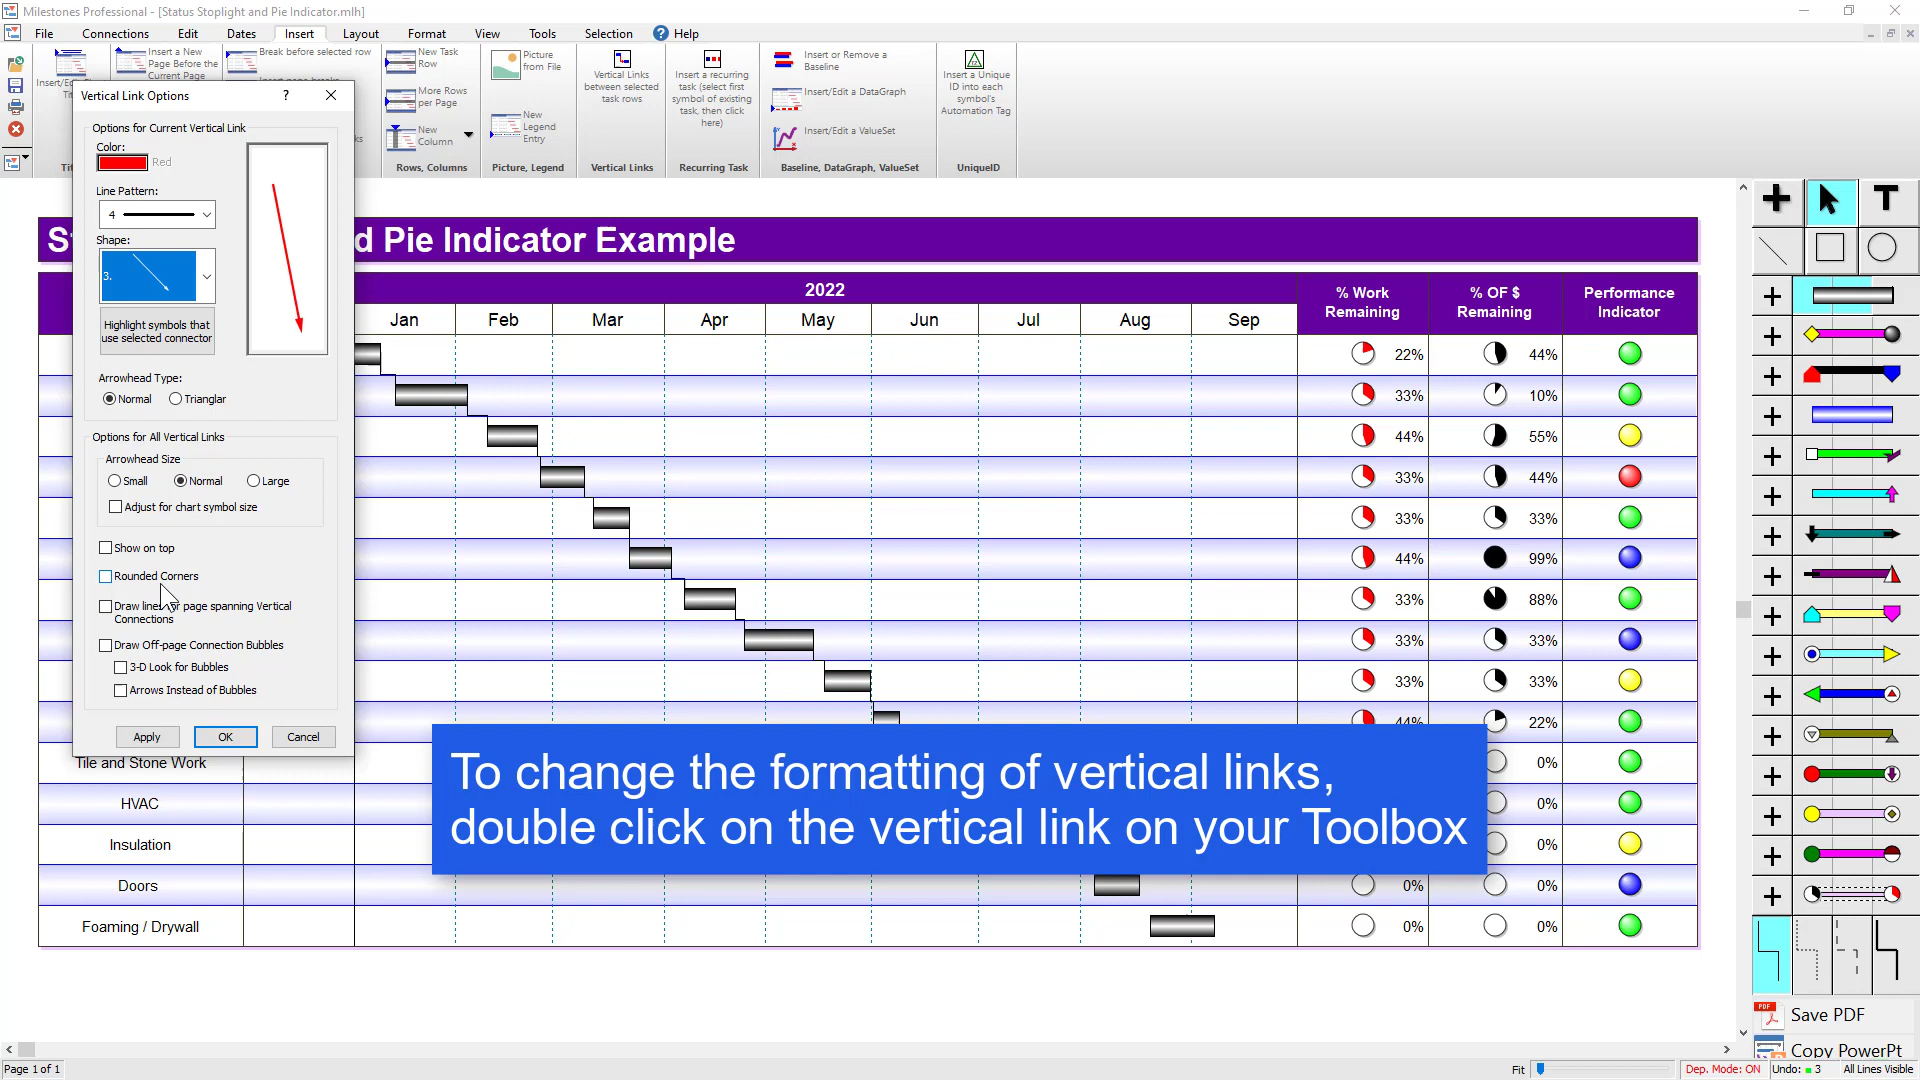 Milestones Professional - [Status Stoplight and Pie Indicator.mlh]
File Connections Edit Dates Insert Layout Format View Tools Selection ? Help
Insert a New
Page Before the
Current Page
Break before selected row
New Task
Row
More Rows
per Page
New
Column
Rows, Columns
Picture
from File
New
Legend
Entry
Picture, Legend
Vertical Links
between selected
task rows
Vertical Links
Insert a recurring
task (select first
symbol of existing
task, then click
here)
Recurring Task
Insert or Remove a
Baseline
Insert/Edit a DataGraph
Insert/Edit a ValueSet
Baseline, DataGraph, ValueSet
Insert a Unique
ID into each
symbol's
Automation Tag
UniqueID
Vertical Link Options ?
Options for Current Vertical Link
Color:
Red
Line Pattern:
4
Shape:
3.
Highlight symbols that
use selected connector
Arrowhead Type:
Normal Trianglar
Options for All Vertical Links
Arrowhead Size
Small Normal Large
Adjust for chart symbol size
Show on top
Rounded Corners
Draw lines for page spanning Vertical
Connections
Draw Off-page Connection Bubbles
3-D Look for Bubbles
Arrows Instead of Bubbles
Apply OK Cancel
d Pie Indicator Example
2022
Jan Feb Mar Apr May Jun Jul Aug Sep
% Work
Remaining
% OF $
Remaining
Performance
Indicator
22% 44%
33% 10%
44% 55%
33% 44%
33% 33%
44% 99%
33% 88%
33% 33%
33% 33%
44% 22%
Tile and Stone Work 0%
HVAC 0%
Insulation 0%
Doors 0% 0%
Foaming / Drywall 0% 0%
To change the formatting of vertical links,
double click on the vertical link on your Toolbox
T
PDF
Save PDF
Copy PowerPt
Page 1 of 1
Fit
Dep. Mode: ON Undo: 3 All Lines Visible